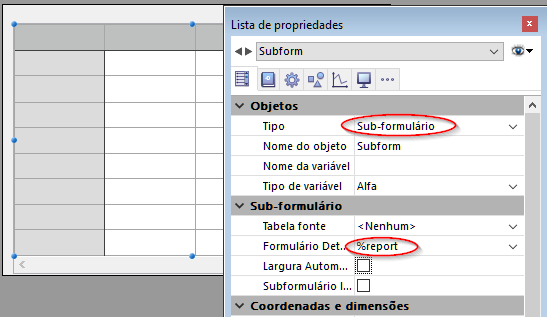 Lista de propriedades
Subform
Objetos
Tipo Sub-formulário
Nome do objeto Subform
Nome da variável
Tipo de variável Alfa
Sub-formulário
Tabela fonte <Nenhum>
Formulário Det... %report
Largura Autom...
Subformulário I...
Coordenadas e dimensões